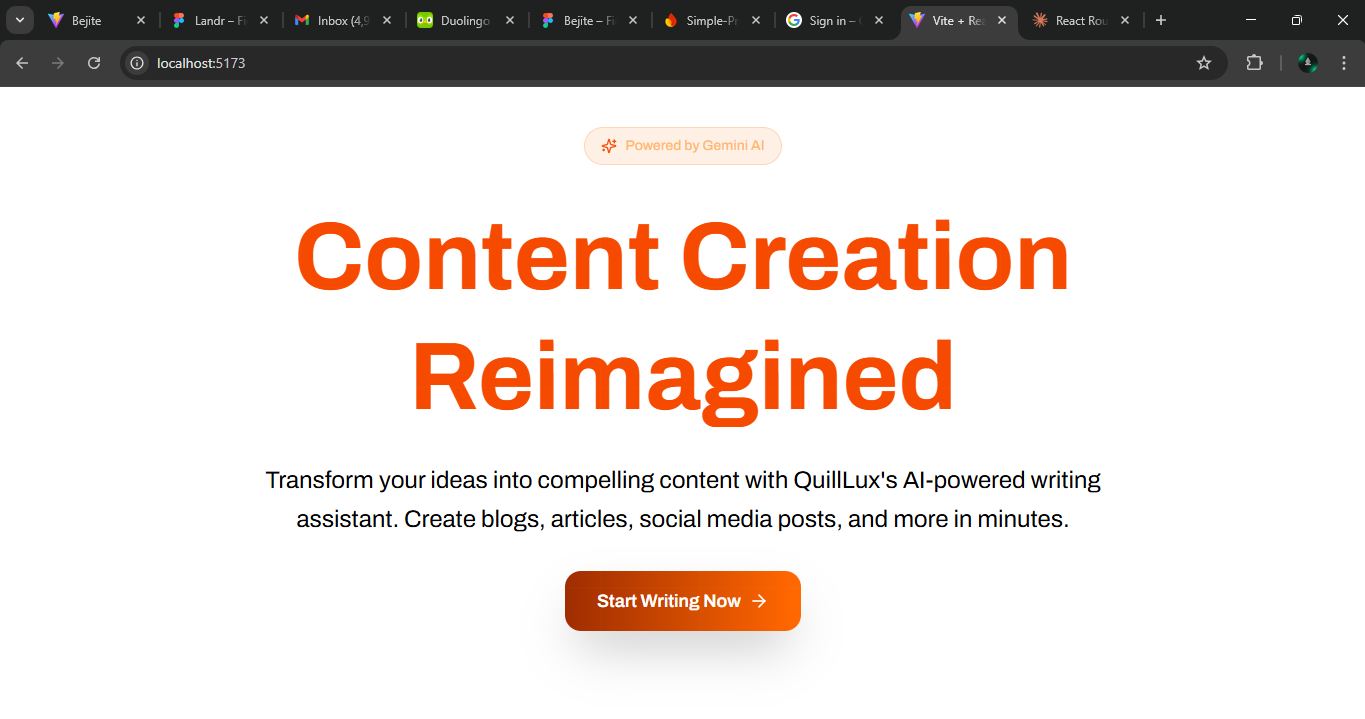 Bejite
Landr – Fi
Inbox (4,9
Duolingo
Bejite – Fi
Simple-Pr
Sign in –
Vite + Rea
React Rou
localhost:5173
Powered by Gemini AI
Content Creation
Reimagined
Transform your ideas into compelling content with QuillLux's AI-powered writing
assistant. Create blogs, articles, social media posts, and more in minutes.
Start Writing Now